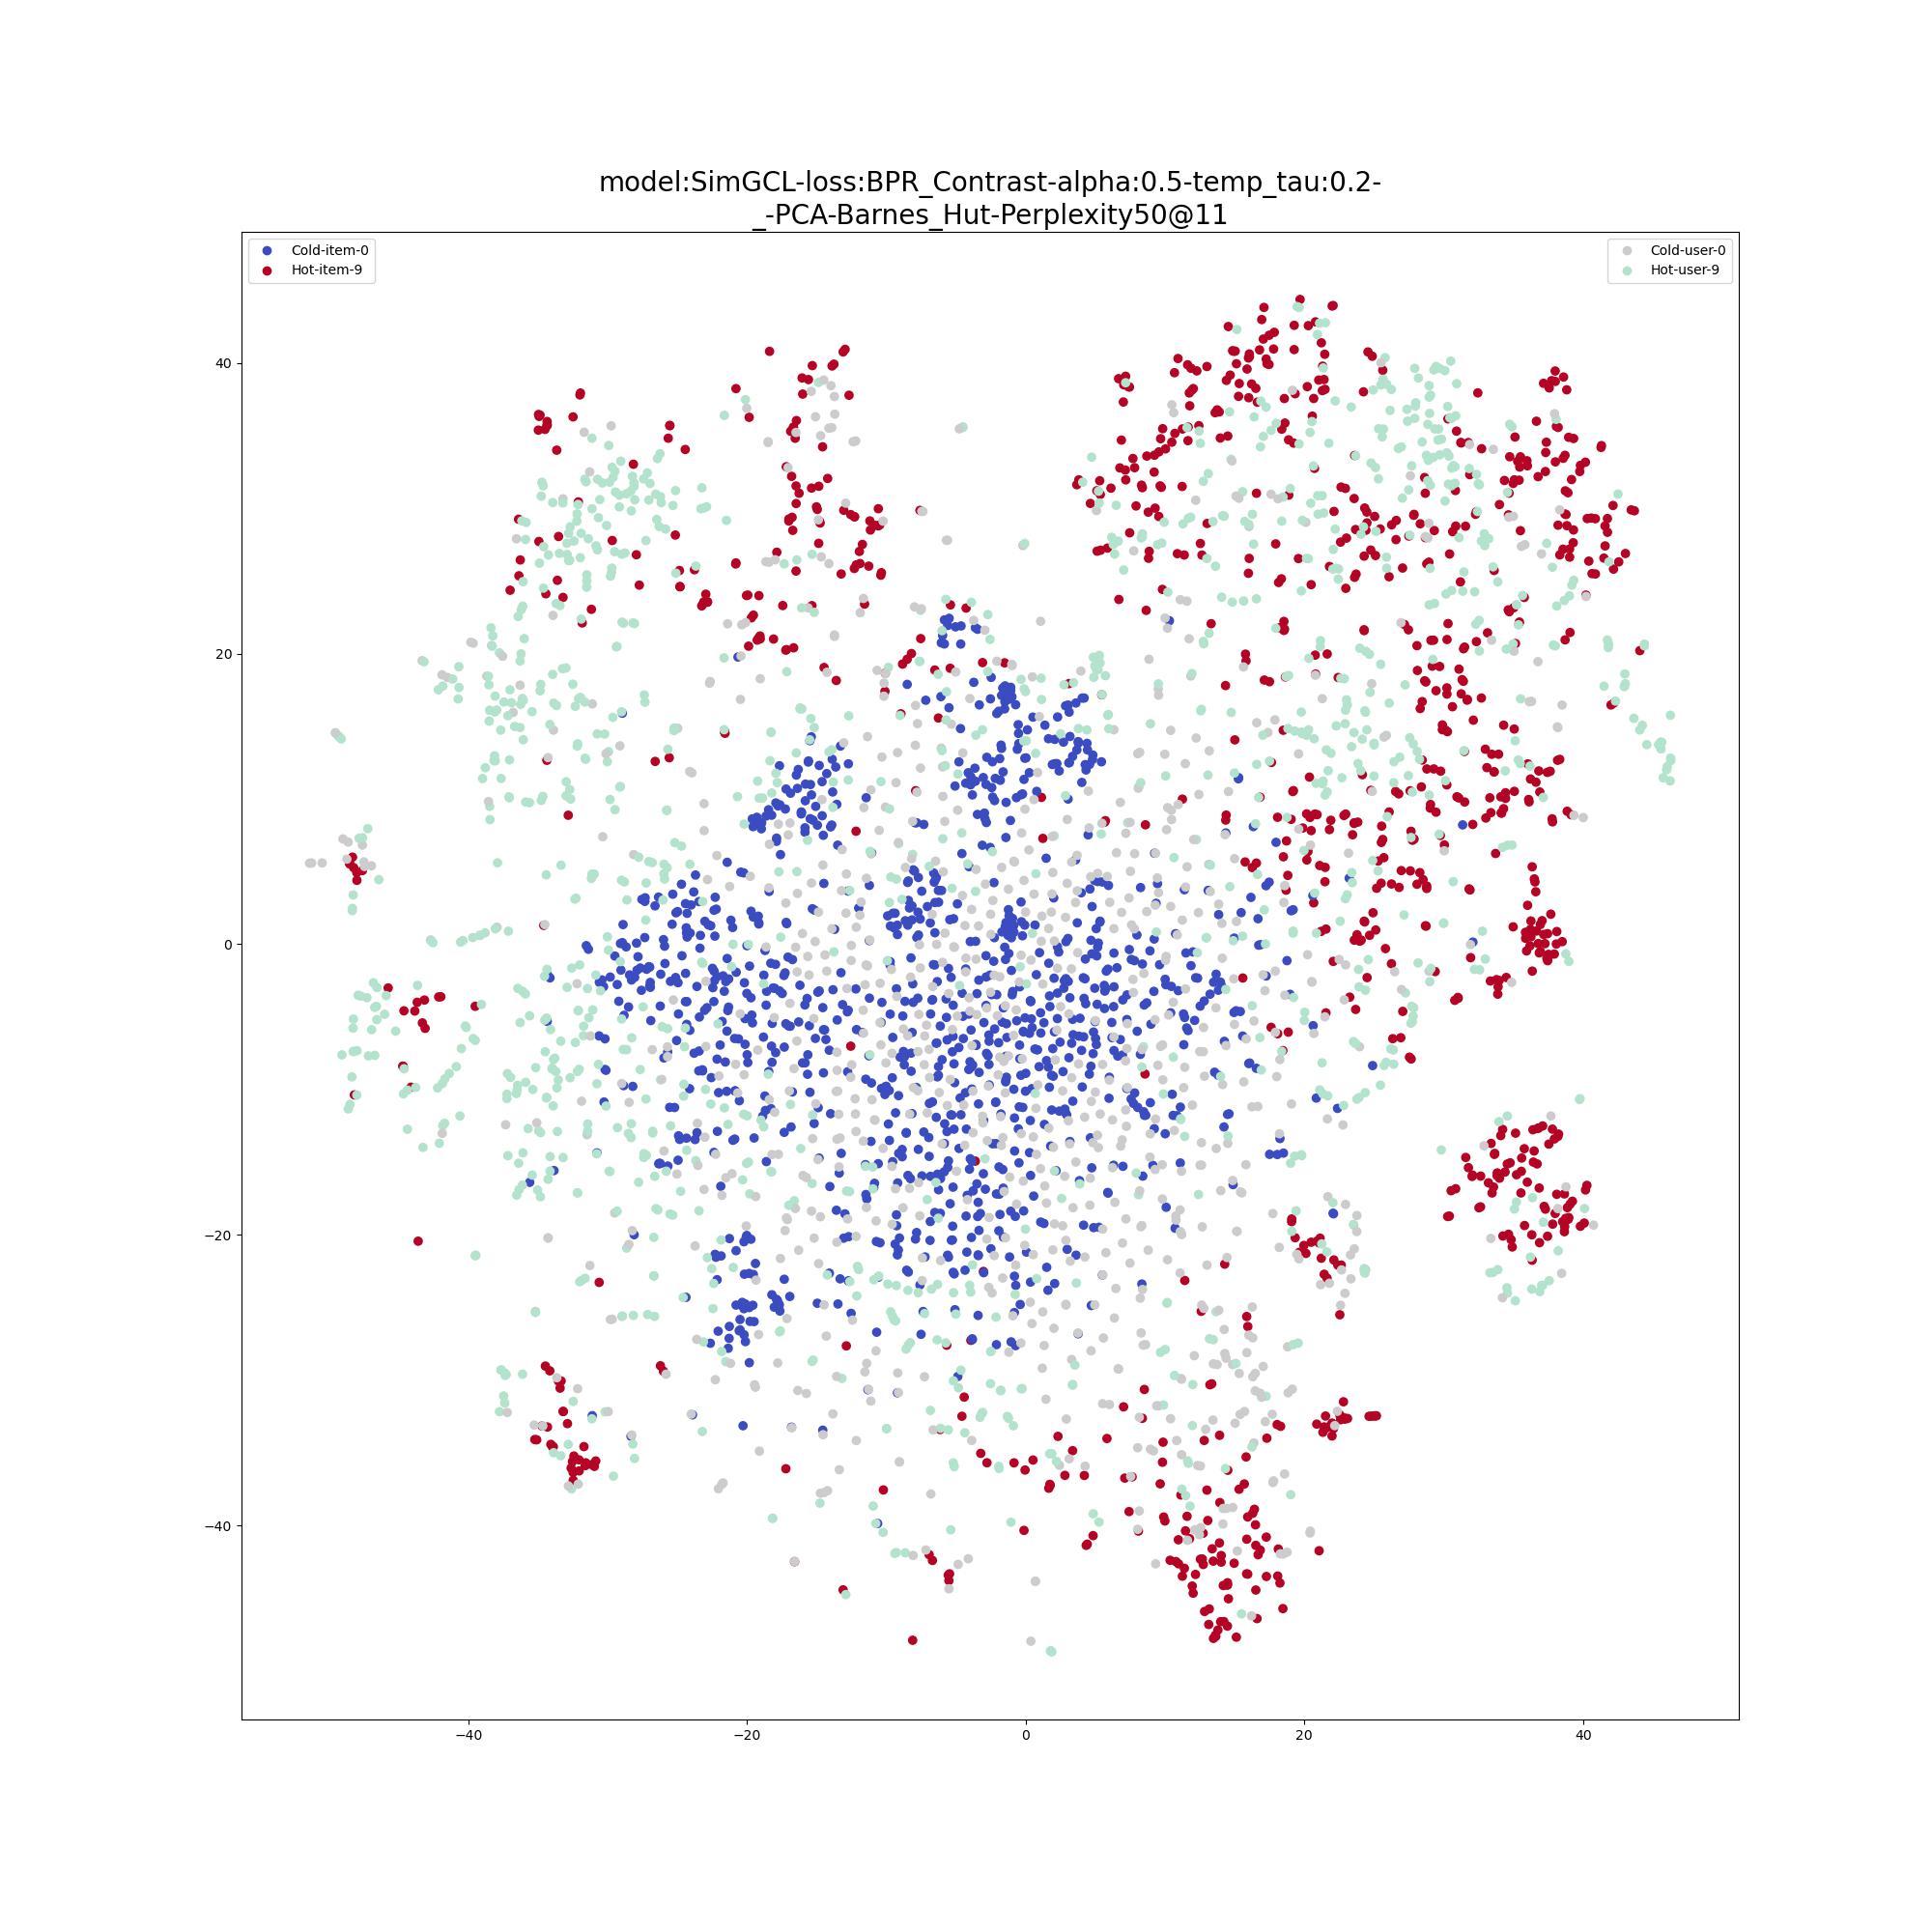 model:SimGCL-loss:BPR_Contrast-alpha:0.5-temp_tau:0.2-
_-PCA-Barnes_Hut-Perplexity50@11
Cold-item-0
Hot-item-9
Cold-user-0
Hot-user-9
40
20
0
−20
−40
−40
−20
0
20
40